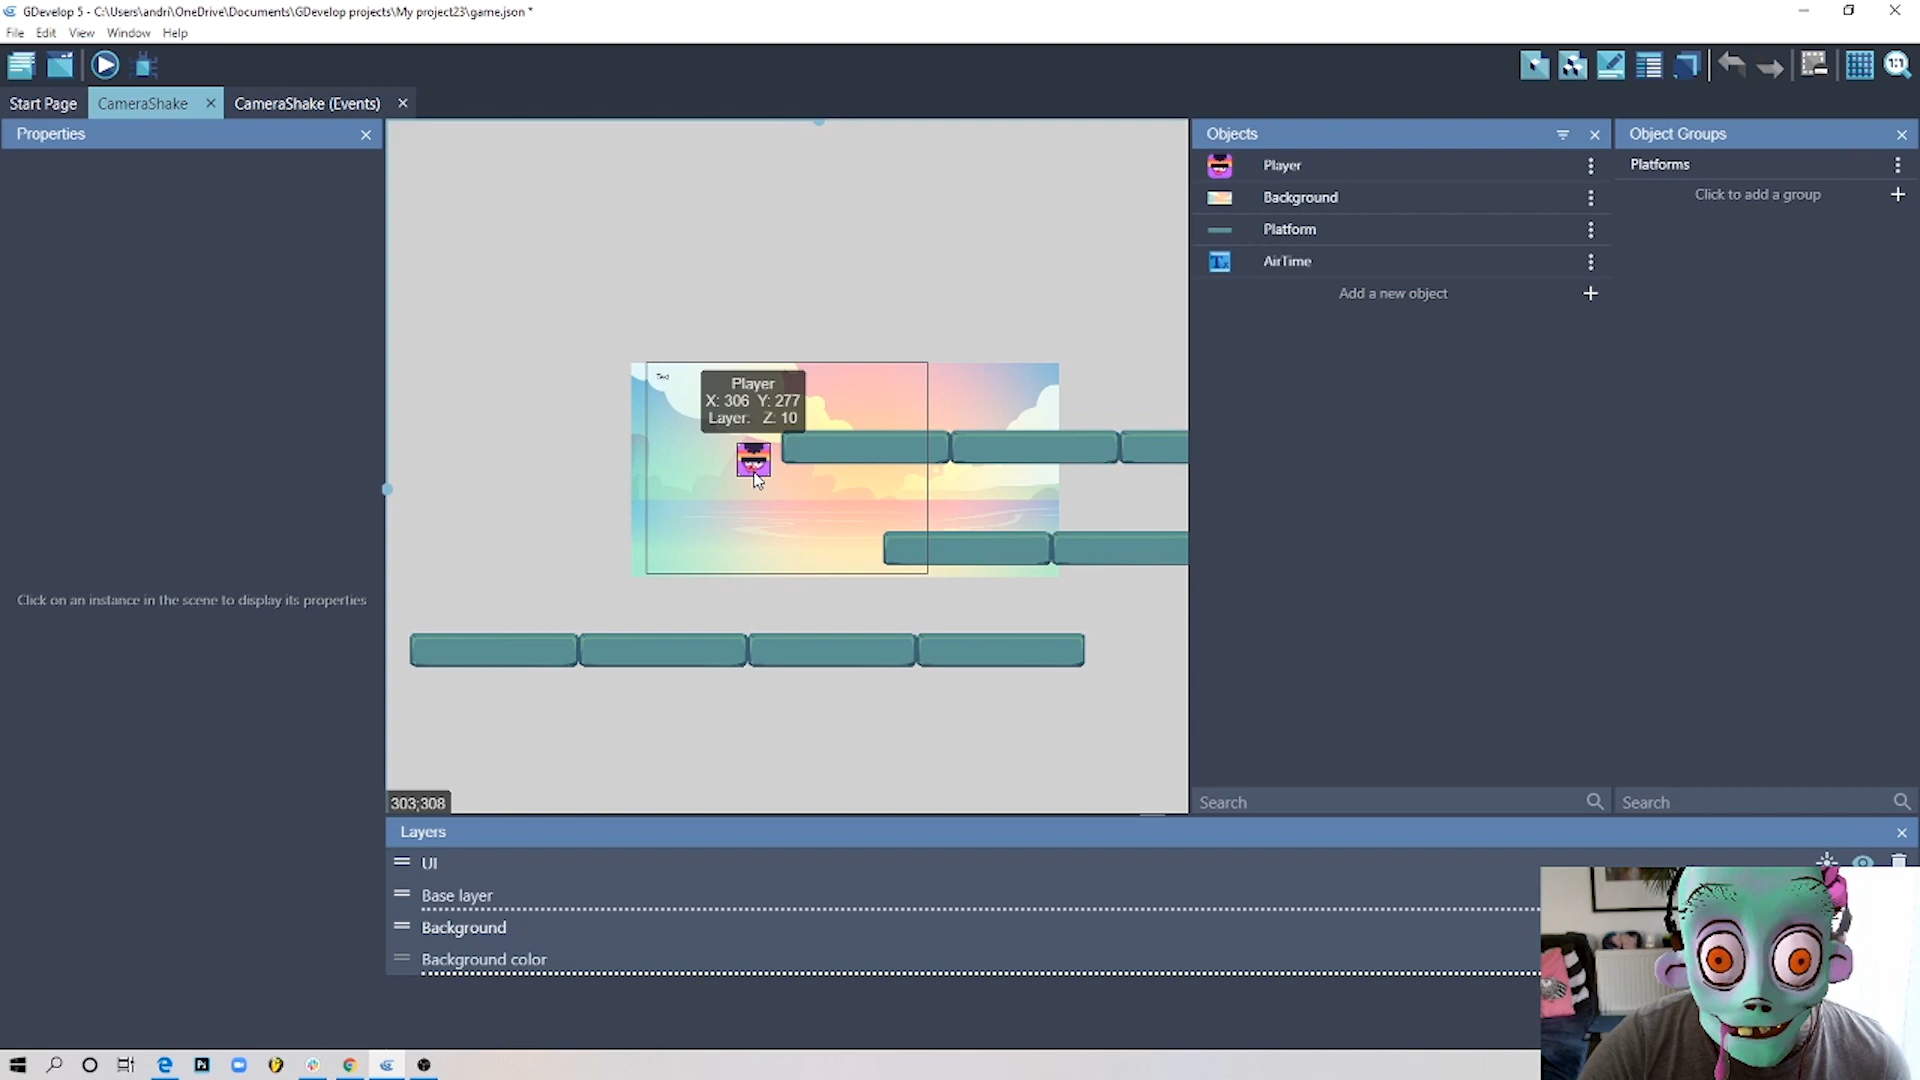 GDevelop 5 - C:\Users\andri\OneDrive\Documents\GDevelop projects\My project23\game.json *
File Edit View Window Help
1:1
Start Page CameraShake CameraShake (Events)
Properties
Objects
Object Groups
Player
Background
Platform
AirTime
Add a new object
Platforms
Click to add a group
Text
Player
X: 306 Y: 277
Layer: Z: 10
Click on an instance in the scene to display its properties
303;308
Search
Search
Layers
UI
Base layer
Background
Background color